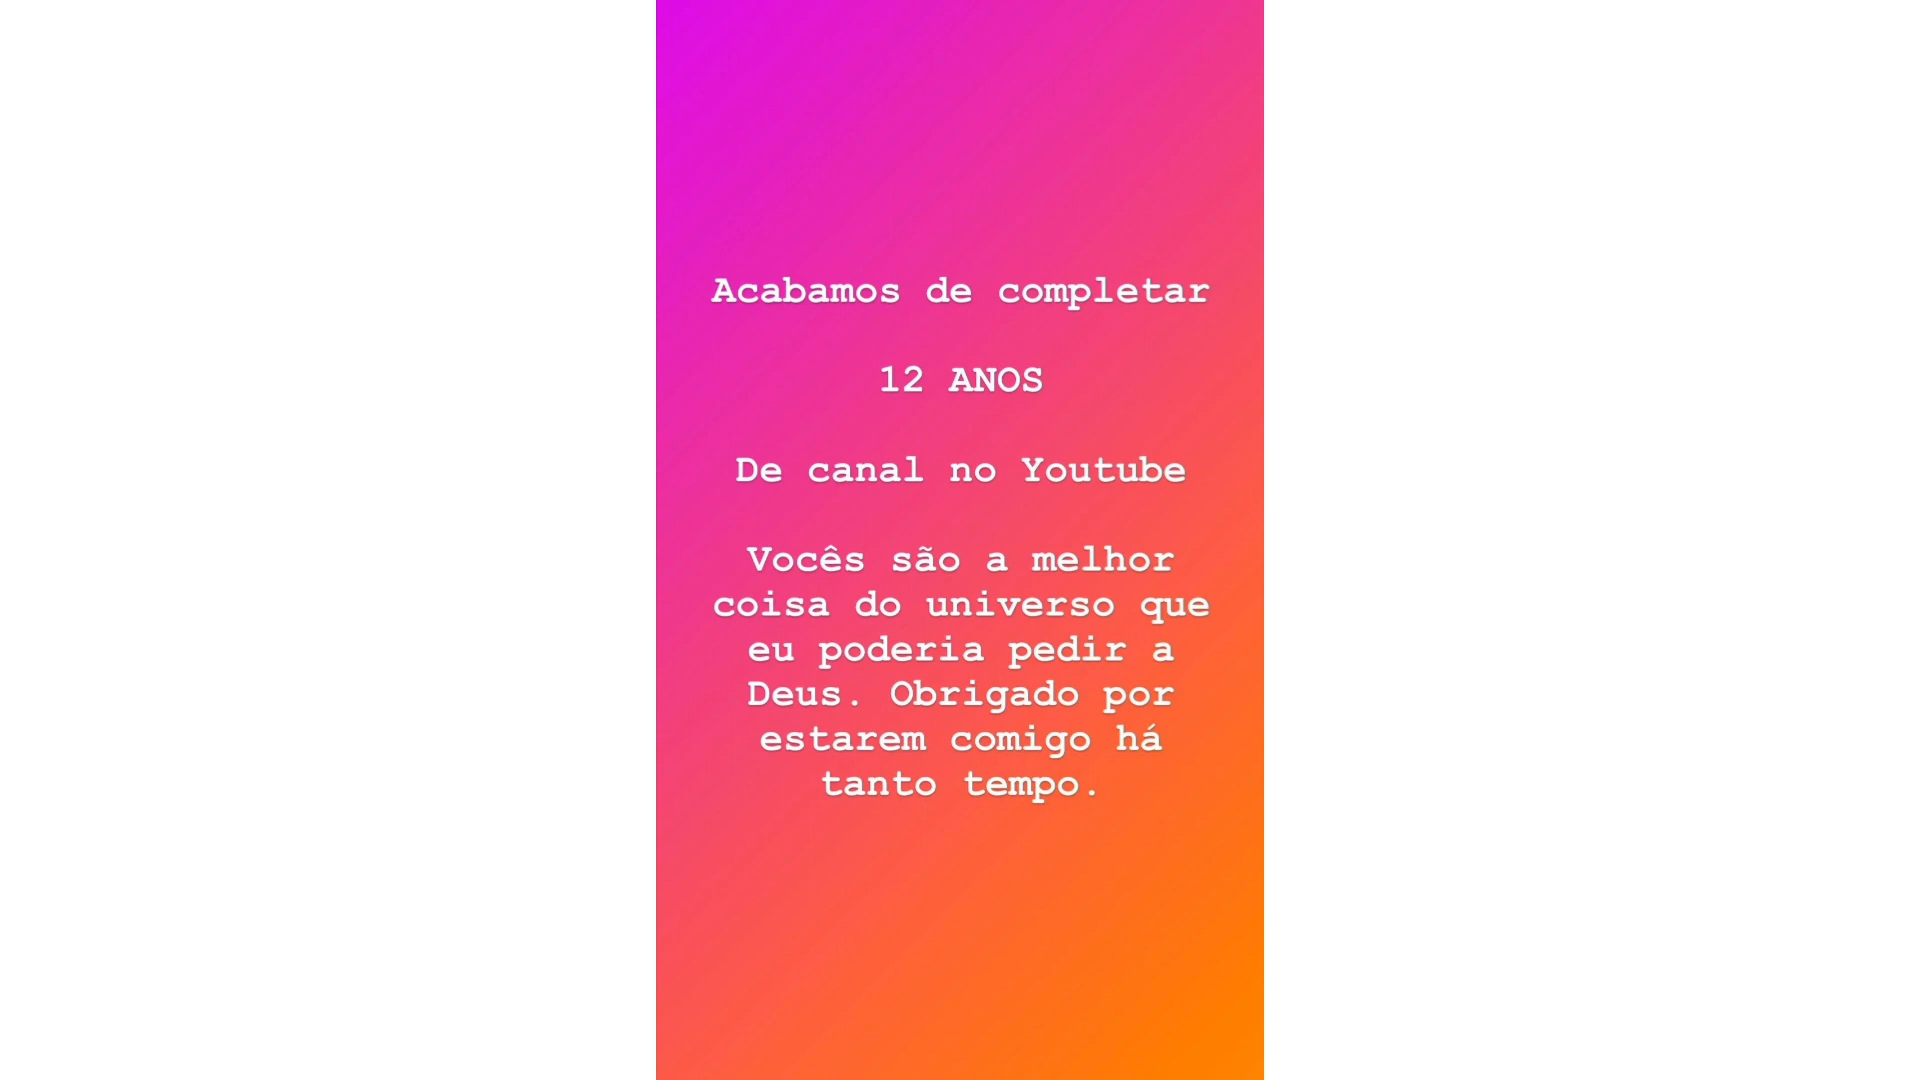 Acabamos de completar
12 ANOS
De canal no Youtube
Vocês são a melhor
coisa do universo que
eu poderia pedir a
Deus. Obrigado por
estarem comigo há
tanto tempo.